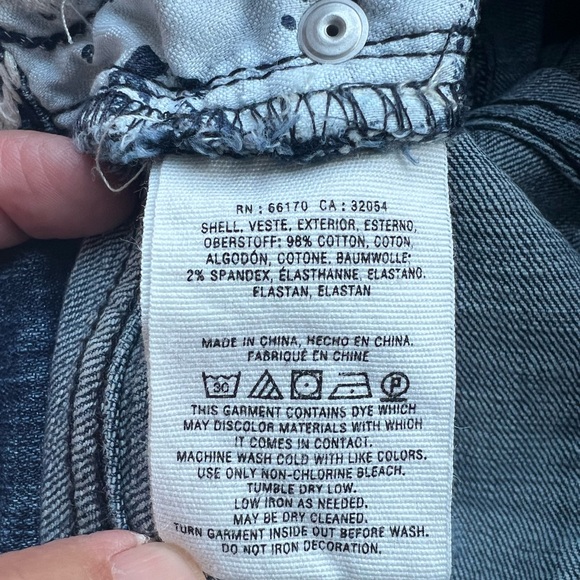 RN : 66170 CA : 32054
SHELL, VESTE, EXTERIOR, ESTERNO,
OBERSTOFF: 98% COTTON, COTON,
ALGODÓN, COTONE, BAUMWOLLE:
2% SPANDEX, ÉLASTHANNE, ELASTANO,
ELASTAN, ELASTAN
MADE IN CHINA, HECHO EN CHINA,
FABRIQUÉ EN CHINE
30 P
THIS GARMENT CONTAINS DYE WHICH
MAY DISCOLOR MATERIALS WITH WHICH
IT COMES IN CONTACT.
MACHINE WASH COLD WITH LIKE COLORS.
USE ONLY NON-CHLORINE BLEACH.
TUMBLE DRY LOW.
LOW IRON AS NEEDED.
MAY BE DRY CLEANED.
TURN GARMENT INSIDE OUT BEFORE WASH.
DO NOT IRON DECORATION.